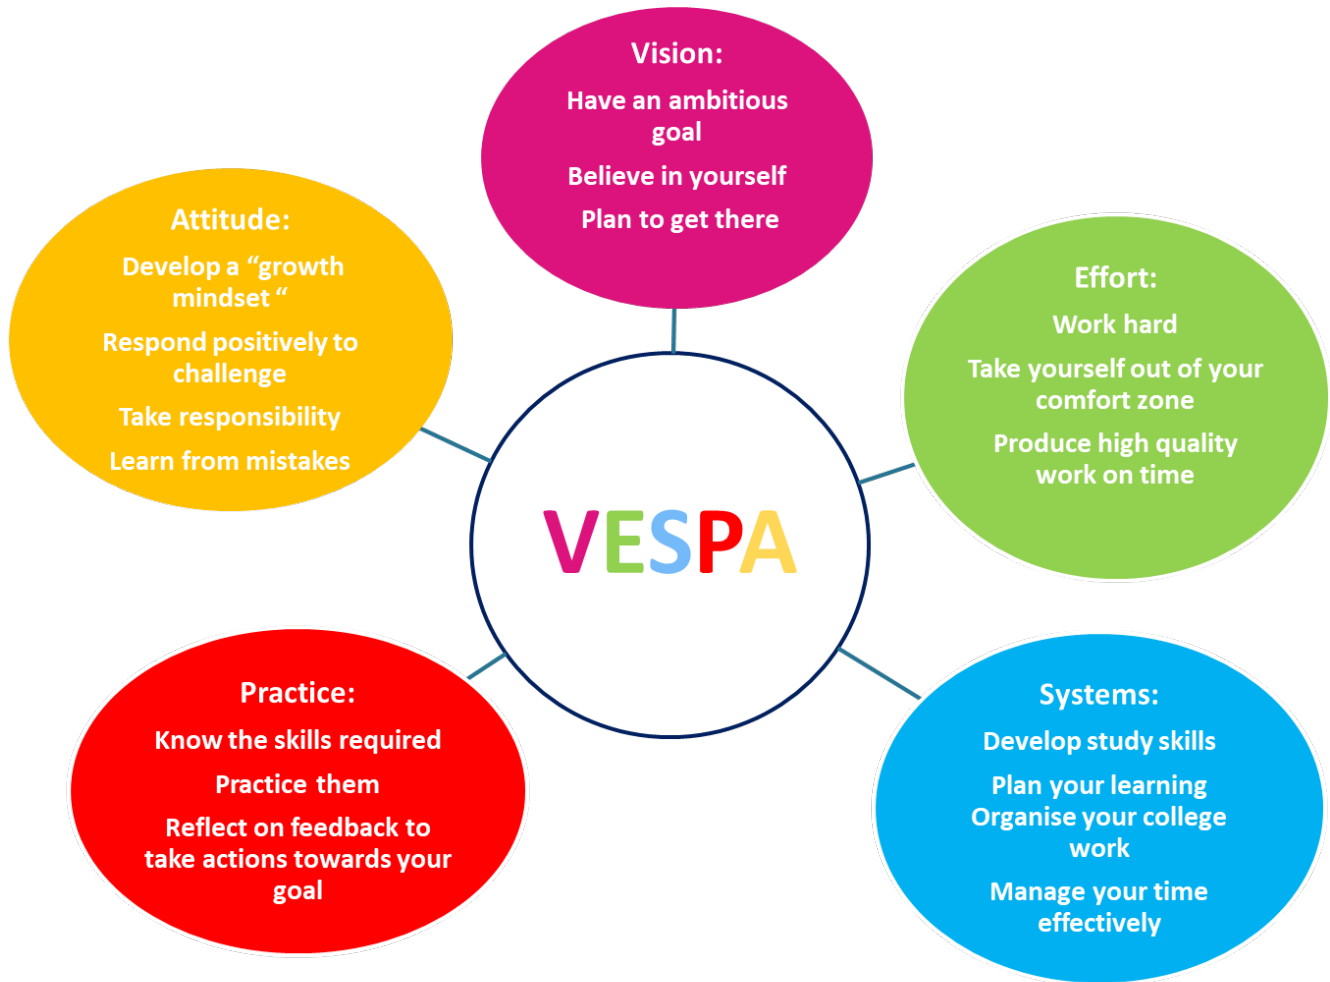 Vision:
Have an ambitious
goal
Believe in yourself
Plan to get there
Attitude:
Develop a “growth
mindset “
Respond positively to
challenge
Take responsibility
Learn from mistakes
Effort:
Work hard
Take yourself out of your
comfort zone
Produce high quality
work on time
VESPA
Practice:
Know the skills required
Practice them
Reflect on feedback to
take actions towards your
goal
Systems:
Develop study skills
Plan your learning
Organise your college
work
Manage your time
effectively